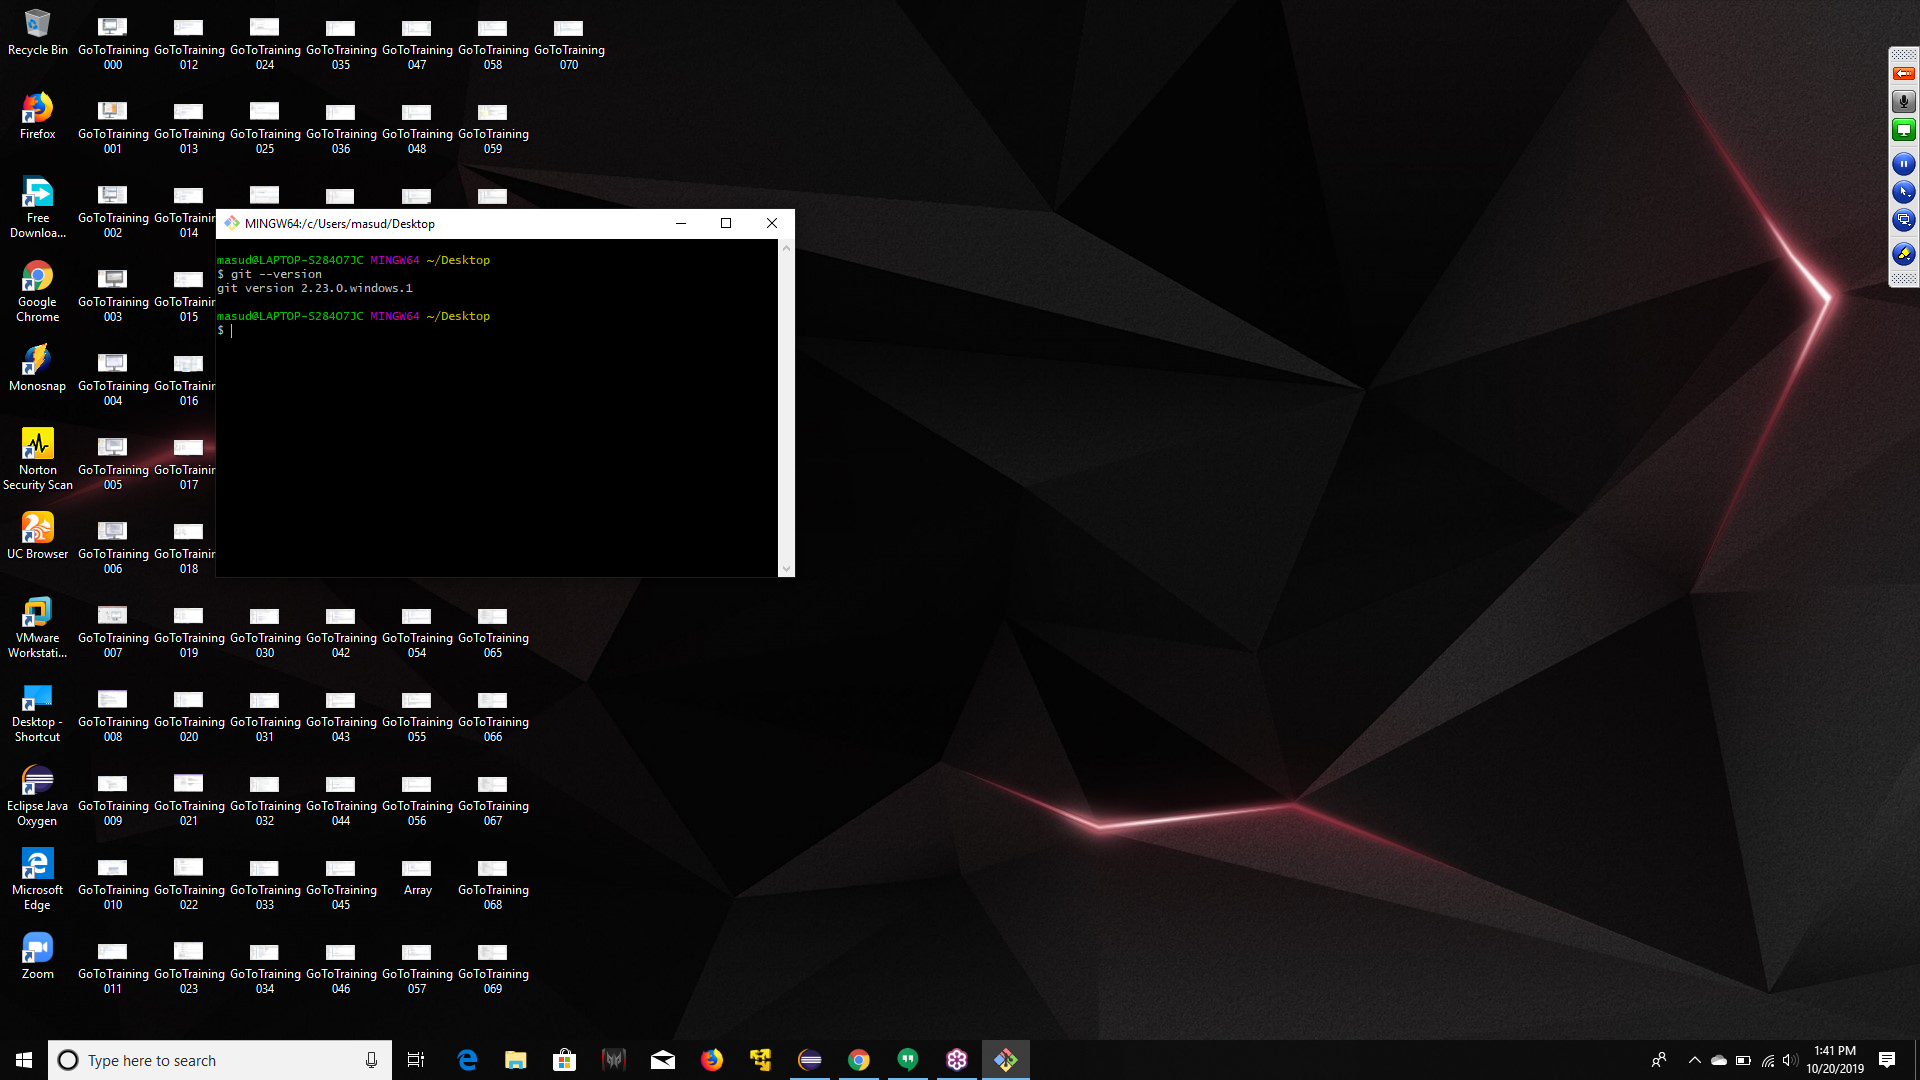 Recycle Bin
GoToTraining 000
GoToTraining 012
GoToTraining 024
GoToTraining 035
GoToTraining 047
GoToTraining 058
GoToTraining 070
Firefox
GoToTraining 001
GoToTraining 013
GoToTraining 025
GoToTraining 036
GoToTraining 048
GoToTraining 059
Free Downloa...
GoToTraining 002
GoToTraining 014
MINGW64:/c/Users/masud/Desktop
masud@LAPTOP-S284O7JC MINGW64 ~/Desktop
$ git --version
git version 2.23.0.windows.1
masud@LAPTOP-S284O7JC MINGW64 ~/Desktop
$
Google Chrome
GoToTraining 003
GoToTrainin 015
Monosnap
GoToTraining 004
GoToTrainin 016
Norton Security Scan
GoToTraining 005
GoToTrainin 017
UC Browser
GoToTraining 006
GoToTrainin 018
VMware Workstati...
GoToTraining 007
GoToTraining 019
GoToTraining 030
GoToTraining 042
GoToTraining 054
GoToTraining 065
Desktop - Shortcut
GoToTraining 008
GoToTraining 020
GoToTraining 031
GoToTraining 043
GoToTraining 055
GoToTraining 066
Eclipse Java Oxygen
GoToTraining 009
GoToTraining 021
GoToTraining 032
GoToTraining 044
GoToTraining 056
GoToTraining 067
Microsoft Edge
GoToTraining 010
GoToTraining 022
GoToTraining 033
GoToTraining 045
Array
GoToTraining 068
Zoom
GoToTraining 011
GoToTraining 023
GoToTraining 034
GoToTraining 046
GoToTraining 057
GoToTraining 069
Type here to search
1:41 PM
10/20/2019